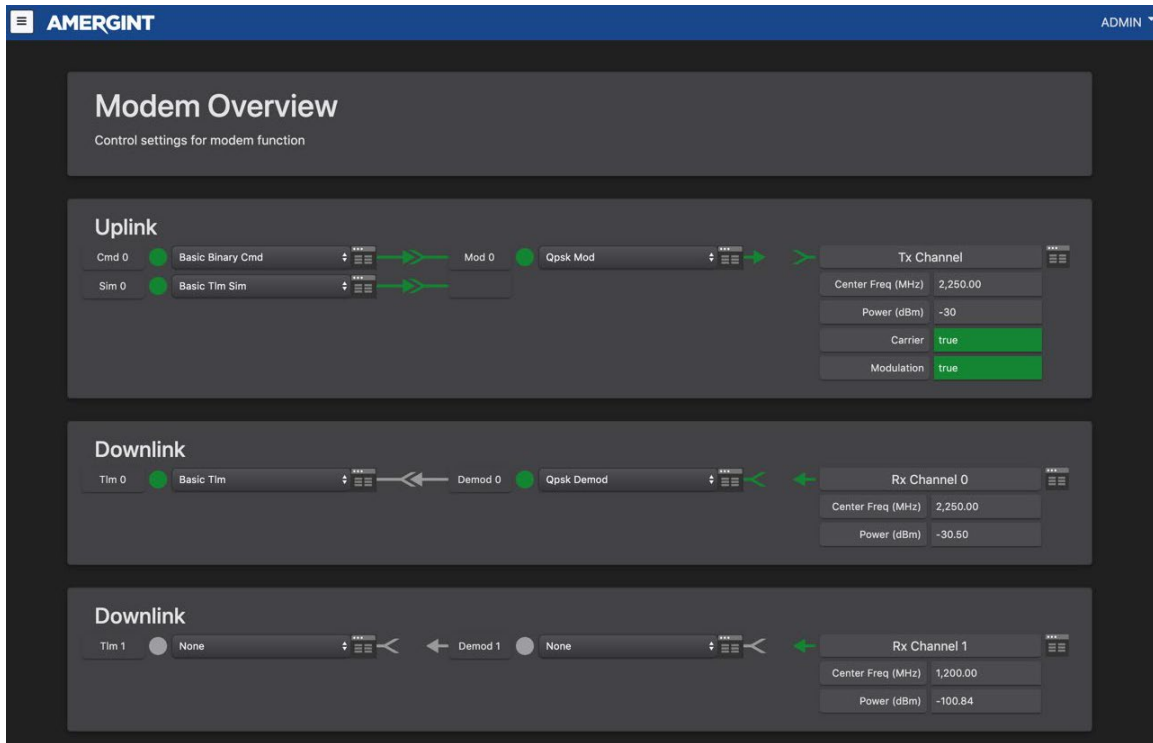 AMERGINT ADMIN
Modem Overview
Control settings for modem function
Uplink
Cmd 0 Basic Binary Cmd Mod 0 Qpsk Mod Tx Channel
Sim 0 Basic Tlm Sim Center Freq (MHz) 2,250.00
Power (dBm) -30
Carrier true
Modulation true
Downlink
Tlm 0 Basic Tlm Demod 0 Qpsk Demod Rx Channel 0
Center Freq (MHz) 2,250.00
Power (dBm) -30.50
Downlink
Tlm 1 None Demod 1 None Rx Channel 1
Center Freq (MHz) 1,200.00
Power (dBm) -100.84